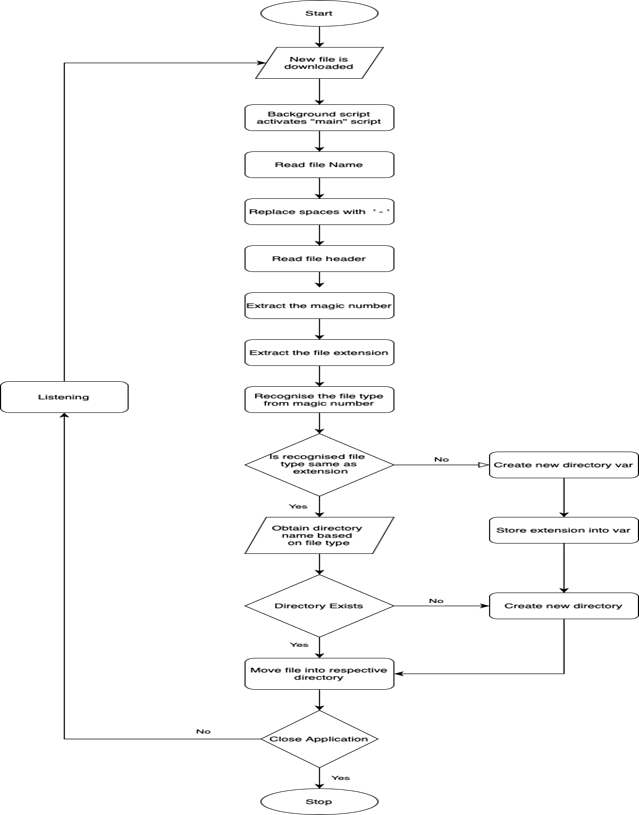 Start
New file is
downloaded
Background script
activates "main" script
Read file Name
Replace spaces with '-'
Read file header
Extract the magic number
Extract the file extension
Listening
Recognise the file type
from magic number
Is recognised file
type same as
extension
No
Create new directory var
Yes
Obtain directory
name based
on file type
Store extension into var
Directory Exists
No
Create new directory
Yes
Move file into respective
directory
No
Close Application
Yes
Stop